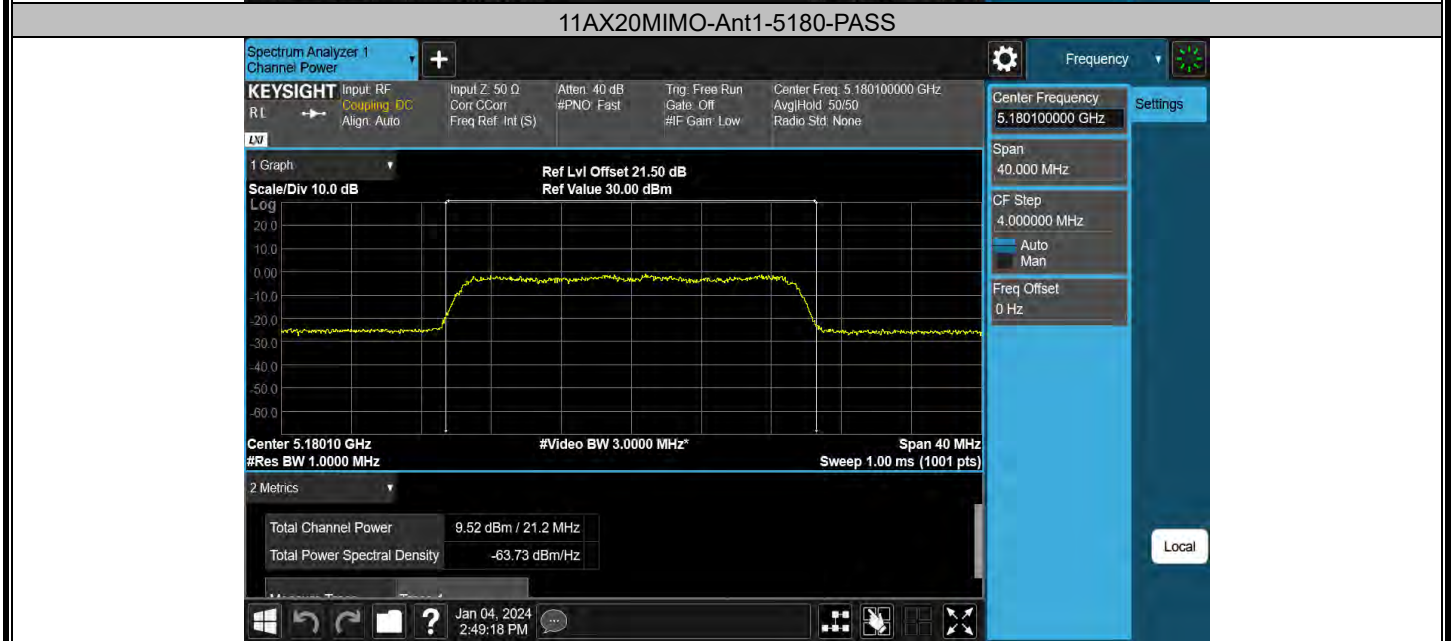 11AX20MIMO-Ant1-5180-PASS
Spectrum Analyzer 1
Channel Power
+
Frequency
KEYSIGHT
RL
LXI
Input: RF
Coupling: DC
Align: Auto
Input Z: 50 Ω
Corr CCorr
Freq Ref: Int (S)
Atten: 40 dB
#PNO: Fast
Trig: Free Run
Gate: Off
#IF Gain: Low
Center Freq: 5.180100000 GHz
Avg|Hold: 50/50
Radio Std: None
Center Frequency
5.180100000 GHz
Settings
Span
40.000 MHz
CF Step
4.000000 MHz
Auto
Man
Freq Offset
0 Hz
Local
1 Graph
Scale/Div 10.0 dB
Ref Lvl Offset 21.50 dB
Ref Value 30.00 dBm
Log
20.0
10.0
0.00
-10.0
-20.0
-30.0
-40.0
-50.0
-60.0
Center 5.18010 GHz
#Video BW 3.0000 MHz*
Span 40 MHz
#Res BW 1.0000 MHz
Sweep 1.00 ms (1001 pts)
2 Metrics
Total Channel Power 9.52 dBm / 21.2 MHz
Total Power Spectral Density -63.73 dBm/Hz
?
Jan 04, 2024
2:49:18 PM